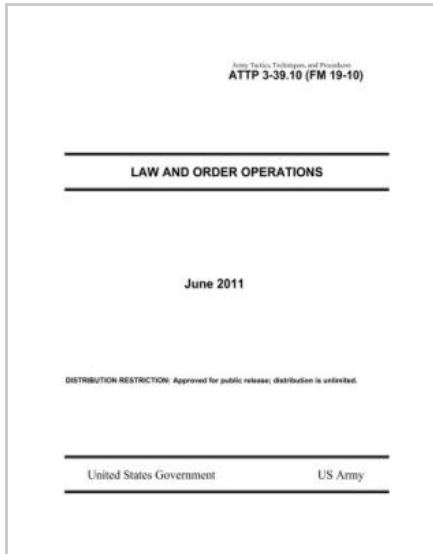 Army Tactics, Techniques, and Procedures
ATTP 3-39.10 (FM 19-10)
LAW AND ORDER OPERATIONS
June 2011
DISTRIBUTION RESTRICTION: Approved for public release; distribution is unlimited.
United States Government US Army